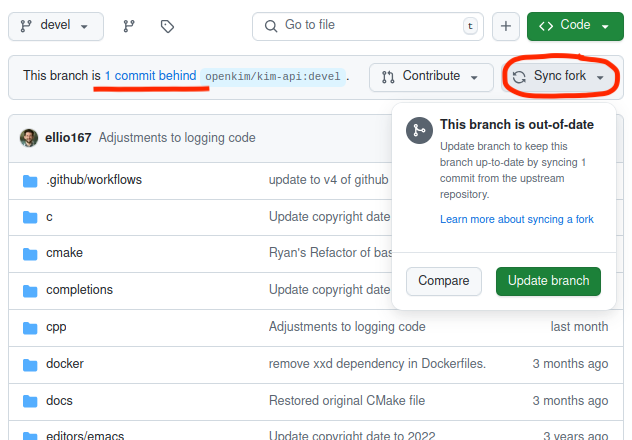 devel
Go to file
t
Code
This branch is 1 commit behind openkim/kim-api:devel .
Contribute
Sync fork
This branch is out-of-date
Update branch to keep this
branch up-to-date by syncing 1
commit from the upstream
repository.
Learn more about syncing a fork
Compare
Update branch
ellio167 Adjustments to logging code
.github/workflows update to v4 of github
c Update copyright date
cmake Ryan's Refactor of bas
completions Update copyright date
cpp Adjustments to logging code last month
docker remove xxd dependency in Dockerfiles. 3 months ago
docs Restored original CMake file 3 months ago
editors/emacs Update copyright date to 2022 3 years ago